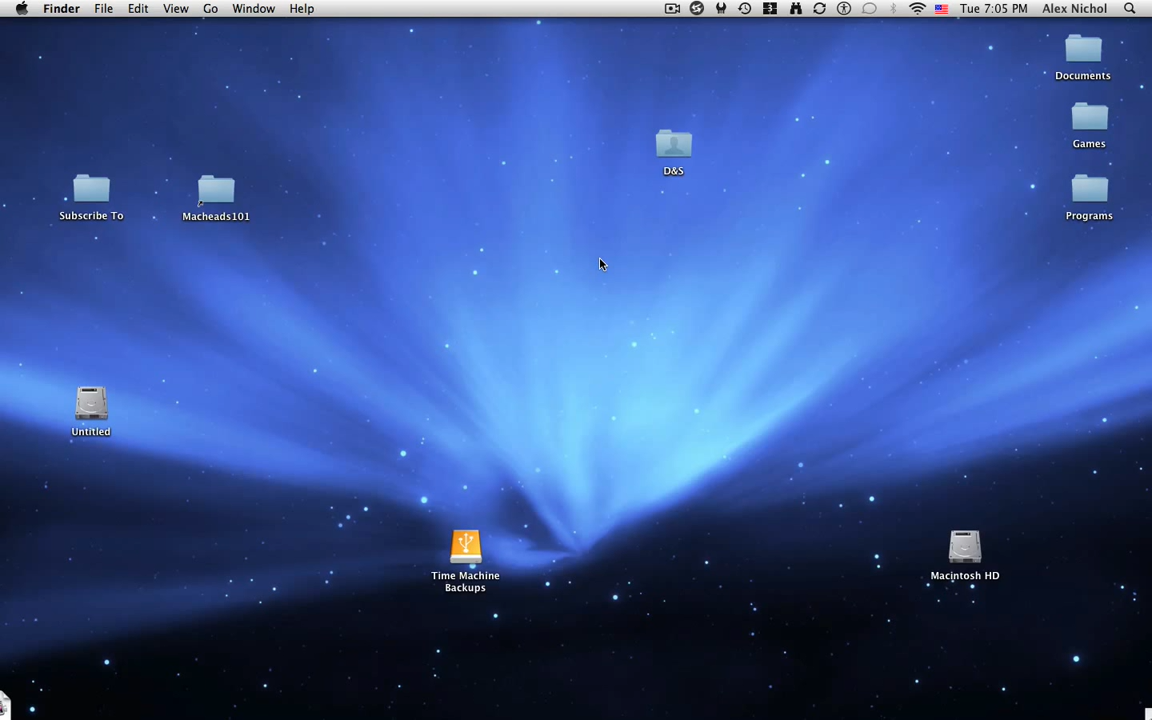 Finder File Edit View Go Window Help 3 Tue 7:05 PM Alex Nichol
Documents
Games
D&S
Subscribe To
Macheads101
Programs
Untitled
Time Machine
Backups
Macintosh HD